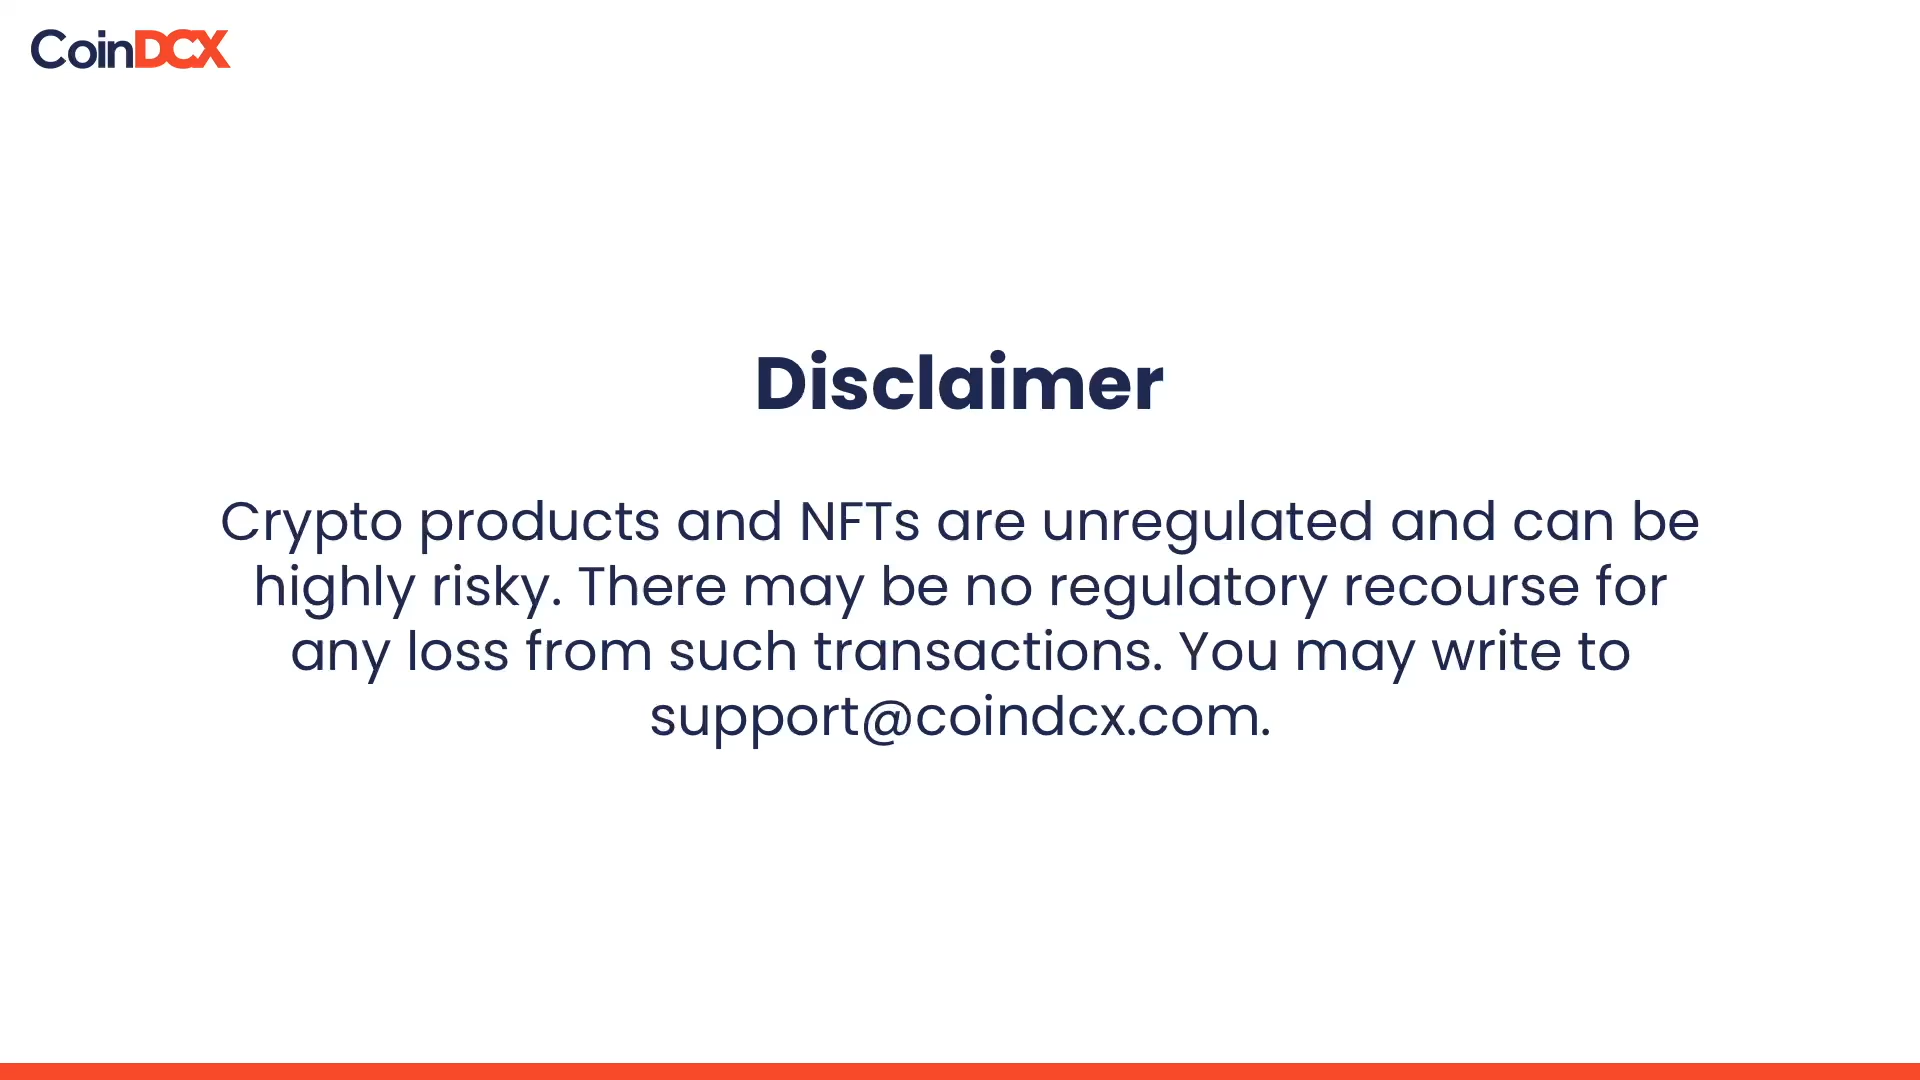 CoinDCX
Disclaimer
Crypto products and NFTs are unregulated and can be
highly risky. There may be no regulatory recourse for
any loss from such transactions. You may write to
support@coindcx.com.